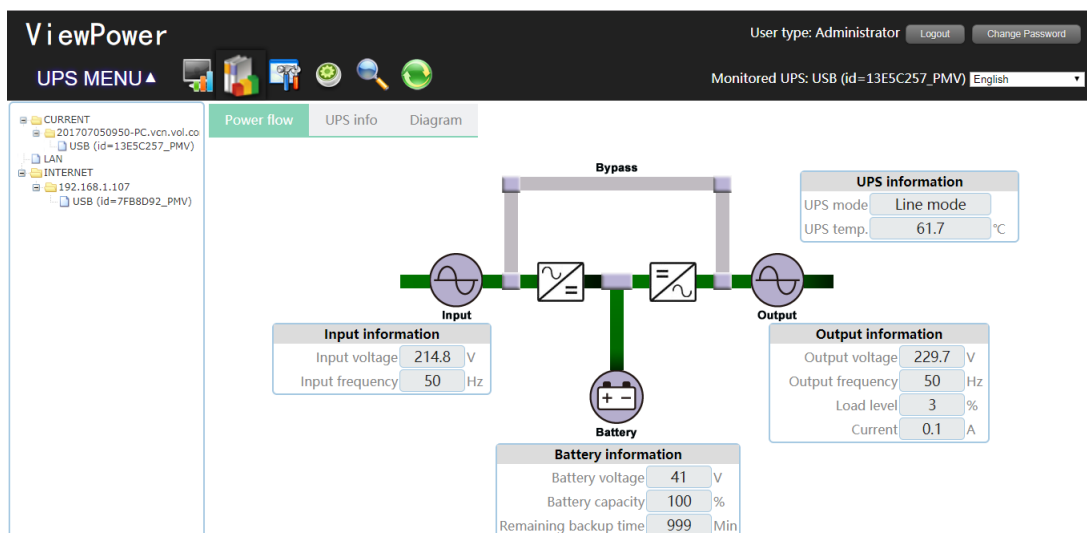 ViewPower
User type: Administrator Logout Change Password
UPS MENU▲
Monitored UPS: USB (id=13E5C257_PMV) English
CURRENT
201707050950-PC.vcn.vol.co
USB (id=13E5C257_PMV)
LAN
INTERNET
192.168.1.107
USB (id=7FB8D92_PMV)
Power flow UPS info Diagram
Bypass
UPS information
UPS mode Line mode
UPS temp. 61.7 ℃
Input
Output
Input information
Input voltage 214.8 V
Input frequency 50 Hz
Output information
Output voltage 229.7 V
Output frequency 50 Hz
Load level 3 %
Current 0.1 A
Battery
Battery information
Battery voltage 41 V
Battery capacity 100 %
Remaining backup time 999 Min